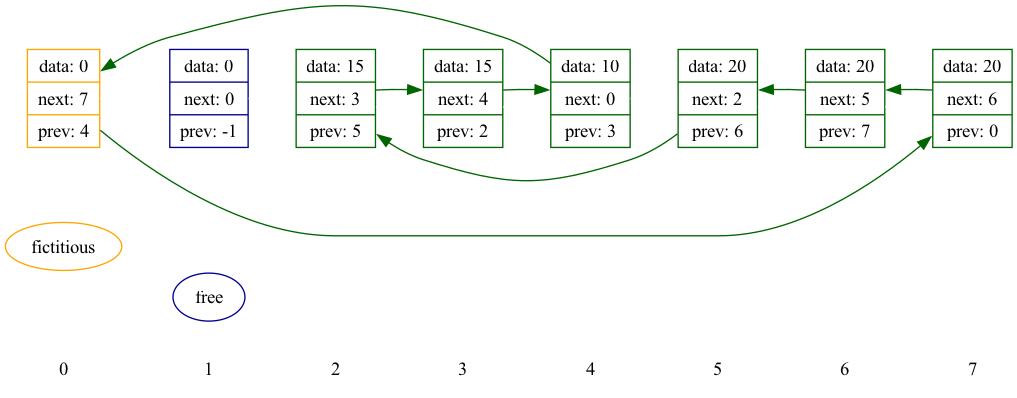 data: 0
next: 7
prev: 4
data: 0
next: 0
prev: -1
data: 15
next: 3
prev: 5
data: 15
next: 4
prev: 2
data: 10
next: 0
prev: 3
data: 20
next: 2
prev: 6
data: 20
next: 5
prev: 7
data: 20
next: 6
prev: 0
fictitious
free
0 1 2 3 4 5 6 7